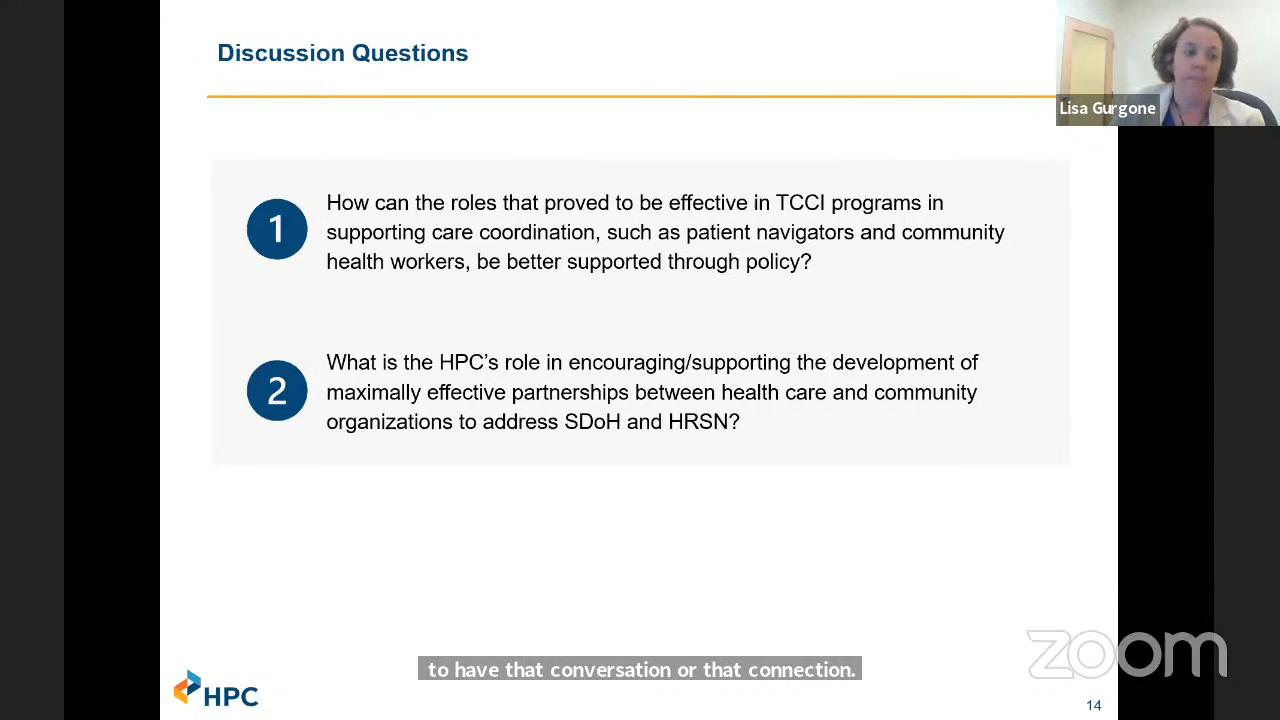 Discussion Questions
Lisa Gurgone
1
How can the roles that proved to be effective in TCCI programs in
supporting care coordination, such as patient navigators and community
health workers, be better supported through policy?
2
What is the HPC’s role in encouraging/supporting the development of
maximally effective partnerships between health care and community
organizations to address SDoH and HRSN?
to have that conversation or that connection.
zoom
HPC
14